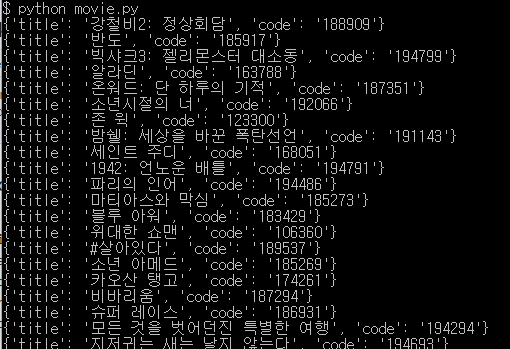 $ python movie.py
{'title': '강철비2: 정상회담', 'code': '188909'}
{'title': '반도', 'code': '185917'}
{'title': '빅샤크3: 젤리몬스터 대소동', 'code': '194799'}
{'title': '알라딘', 'code': '163788'}
{'title': '온워드: 단 하루의 기적', 'code': '187351'}
{'title': '소년시절의 너', 'code': '192066'}
{'title': '존 윅', 'code': '123300'}
{'title': '밤쉘: 세상을 바꾼 폭탄선언', 'code': '191143'}
{'title': '세인트 주디', 'code': '168051'}
{'title': '1942: 언노운 배틀', 'code': '194791'}
{'title': '파리의 인어', 'code': '194486'}
{'title': '마티아스와 막심', 'code': '185273'}
{'title': '블루 아워', 'code': '183429'}
{'title': '위대한 쇼맨', 'code': '106360'}
{'title': '#살아있다', 'code': '189537'}
{'title': '소년 아메드', 'code': '185269'}
{'title': '카오산 탱고', 'code': '174261'}
{'title': '비바리움', 'code': '187294'}
{'title': '슈퍼 레이스', 'code': '186931'}
{'title': '모든 것을 벗어던진 특별한 여행', 'code': '194294'}
{'title': '지저귀는 새는 날지 않는다', 'code': '194693'}